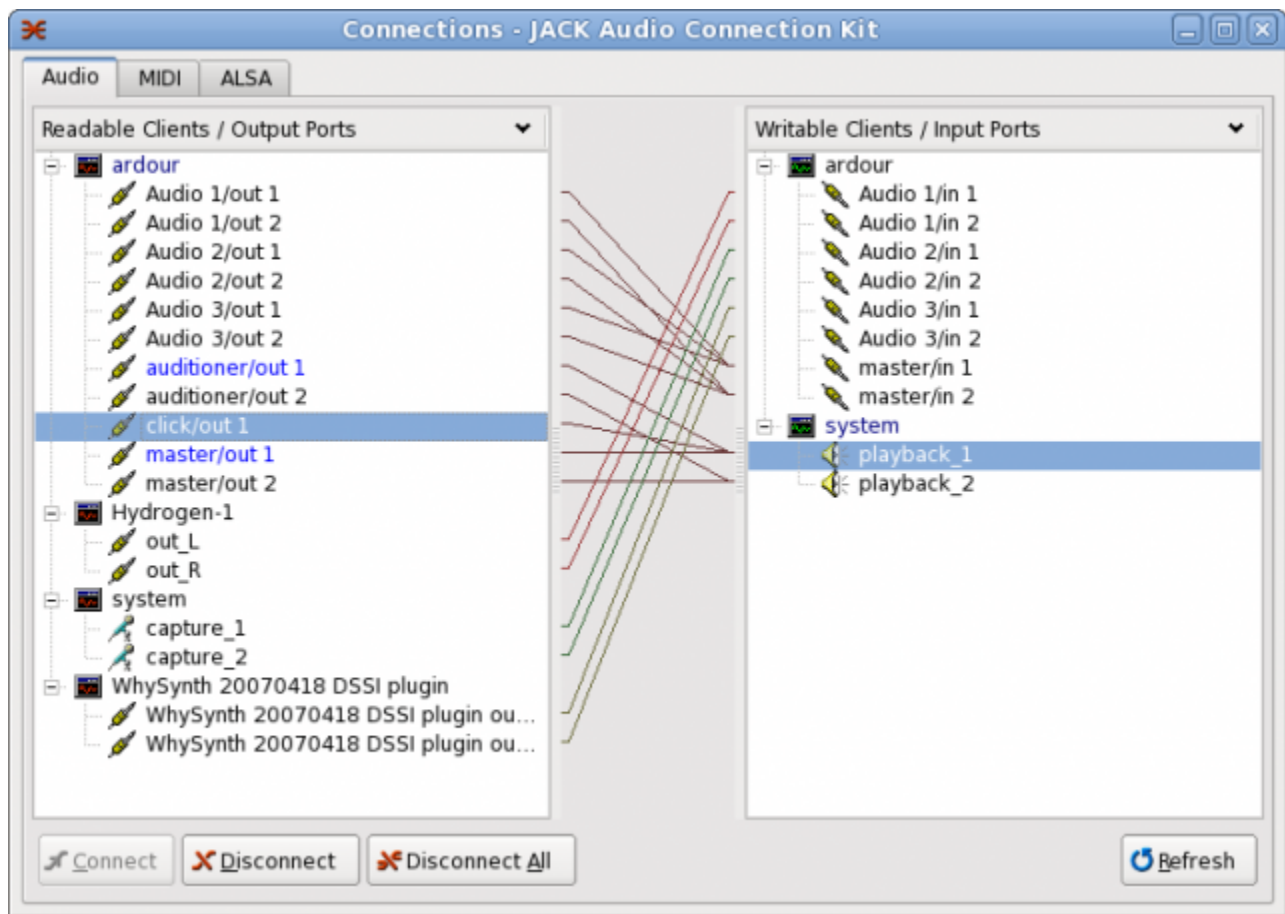 Connections - JACK Audio Connection Kit
Audio
MIDI
ALSA
Readable Clients / Output Ports
ardour
Audio 1/out 1
Audio 1/out 2
Audio 2/out 1
Audio 2/out 2
Audio 3/out 1
Audio 3/out 2
auditioner/out 1
auditioner/out 2
click/out 1
master/out 1
master/out 2
Hydrogen-1
out_L
out_R
system
capture_1
capture_2
WhySynth 20070418 DSSI plugin
WhySynth 20070418 DSSI plugin ou...
WhySynth 20070418 DSSI plugin ou...
Writable Clients / Input Ports
ardour
Audio 1/in 1
Audio 1/in 2
Audio 2/in 1
Audio 2/in 2
Audio 3/in 1
Audio 3/in 2
master/in 1
master/in 2
system
playback_1
playback_2
Connect
Disconnect
Disconnect All
Refresh